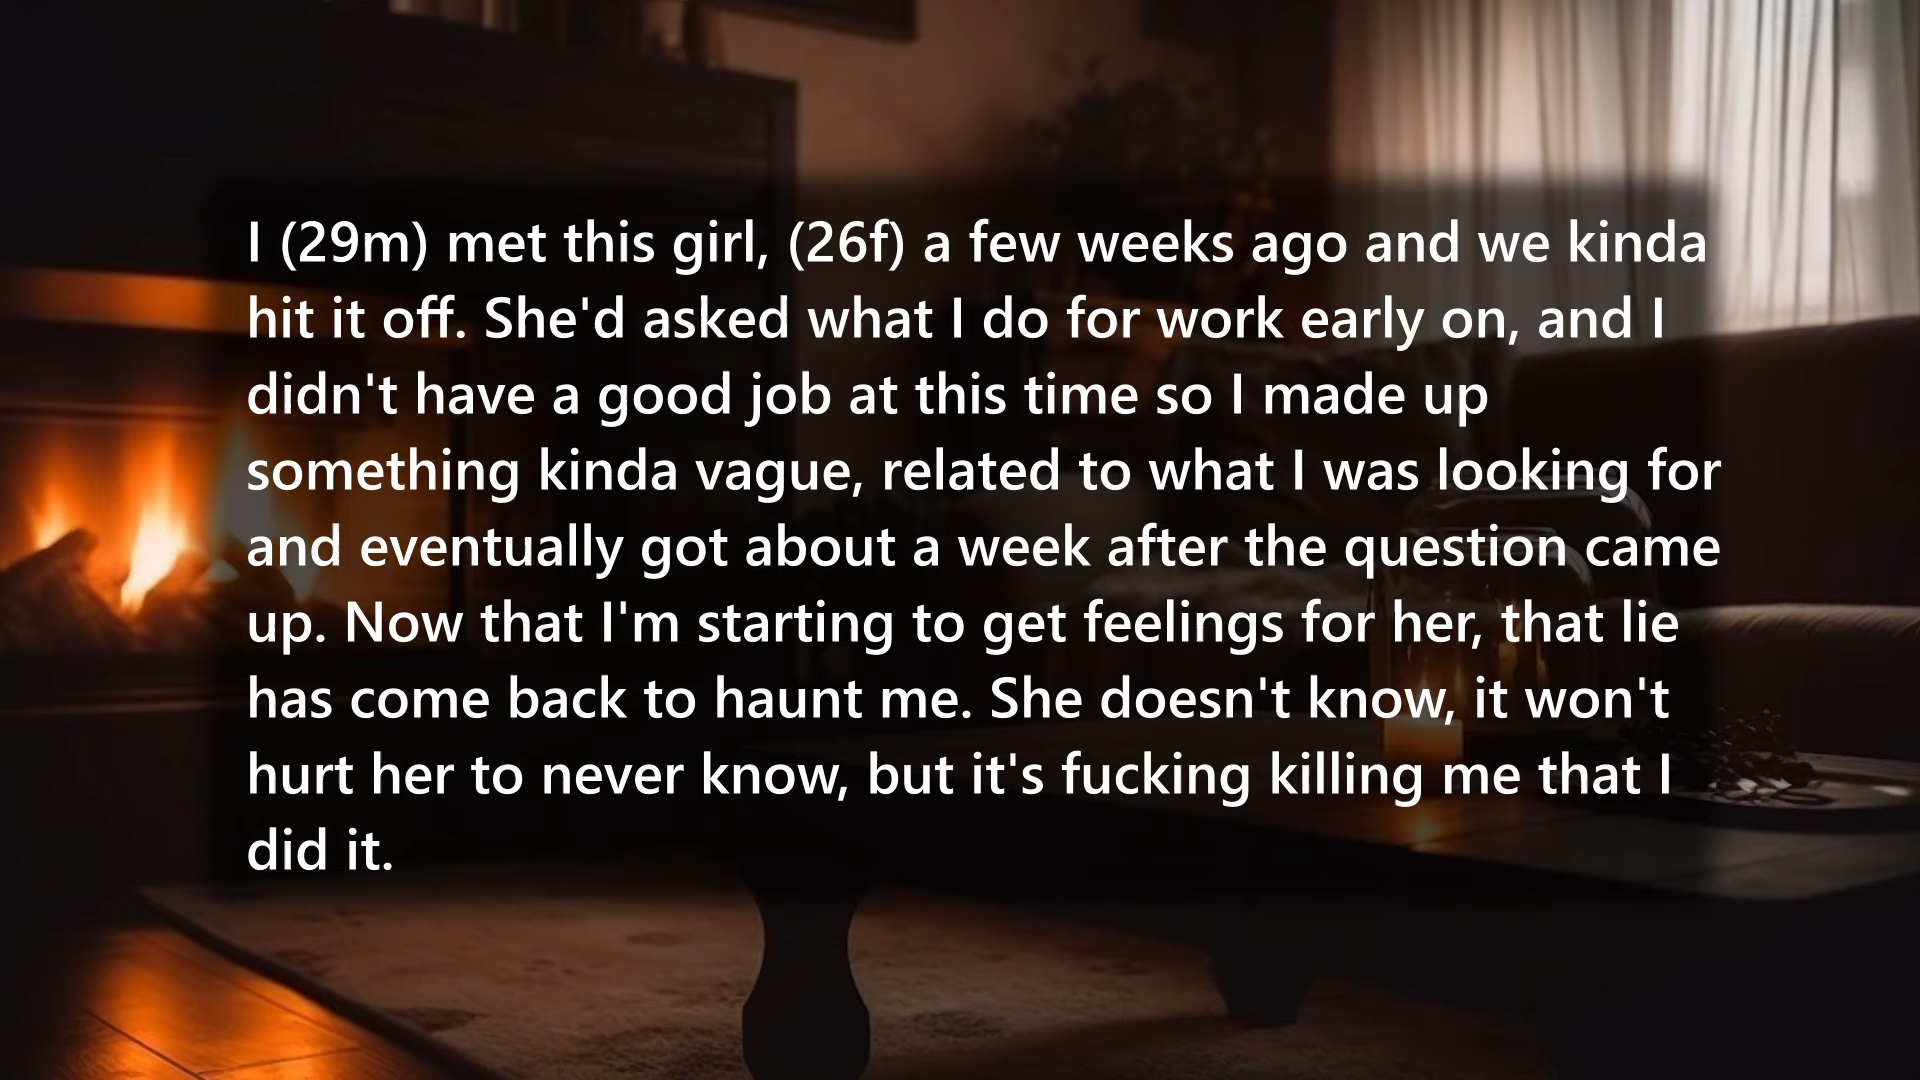 I (29m) met this girl, (26f) a few weeks ago and we kinda
hit it off. She'd asked what I do for work early on, and I
didn't have a good job at this time so I made up
something kinda vague, related to what I was looking for
and eventually got about a week after the question came
up. Now that I'm starting to get feelings for her, that lie
has come back to haunt me. She doesn't know, it won't
hurt her to never know, but it's fucking killing me that I
did it.